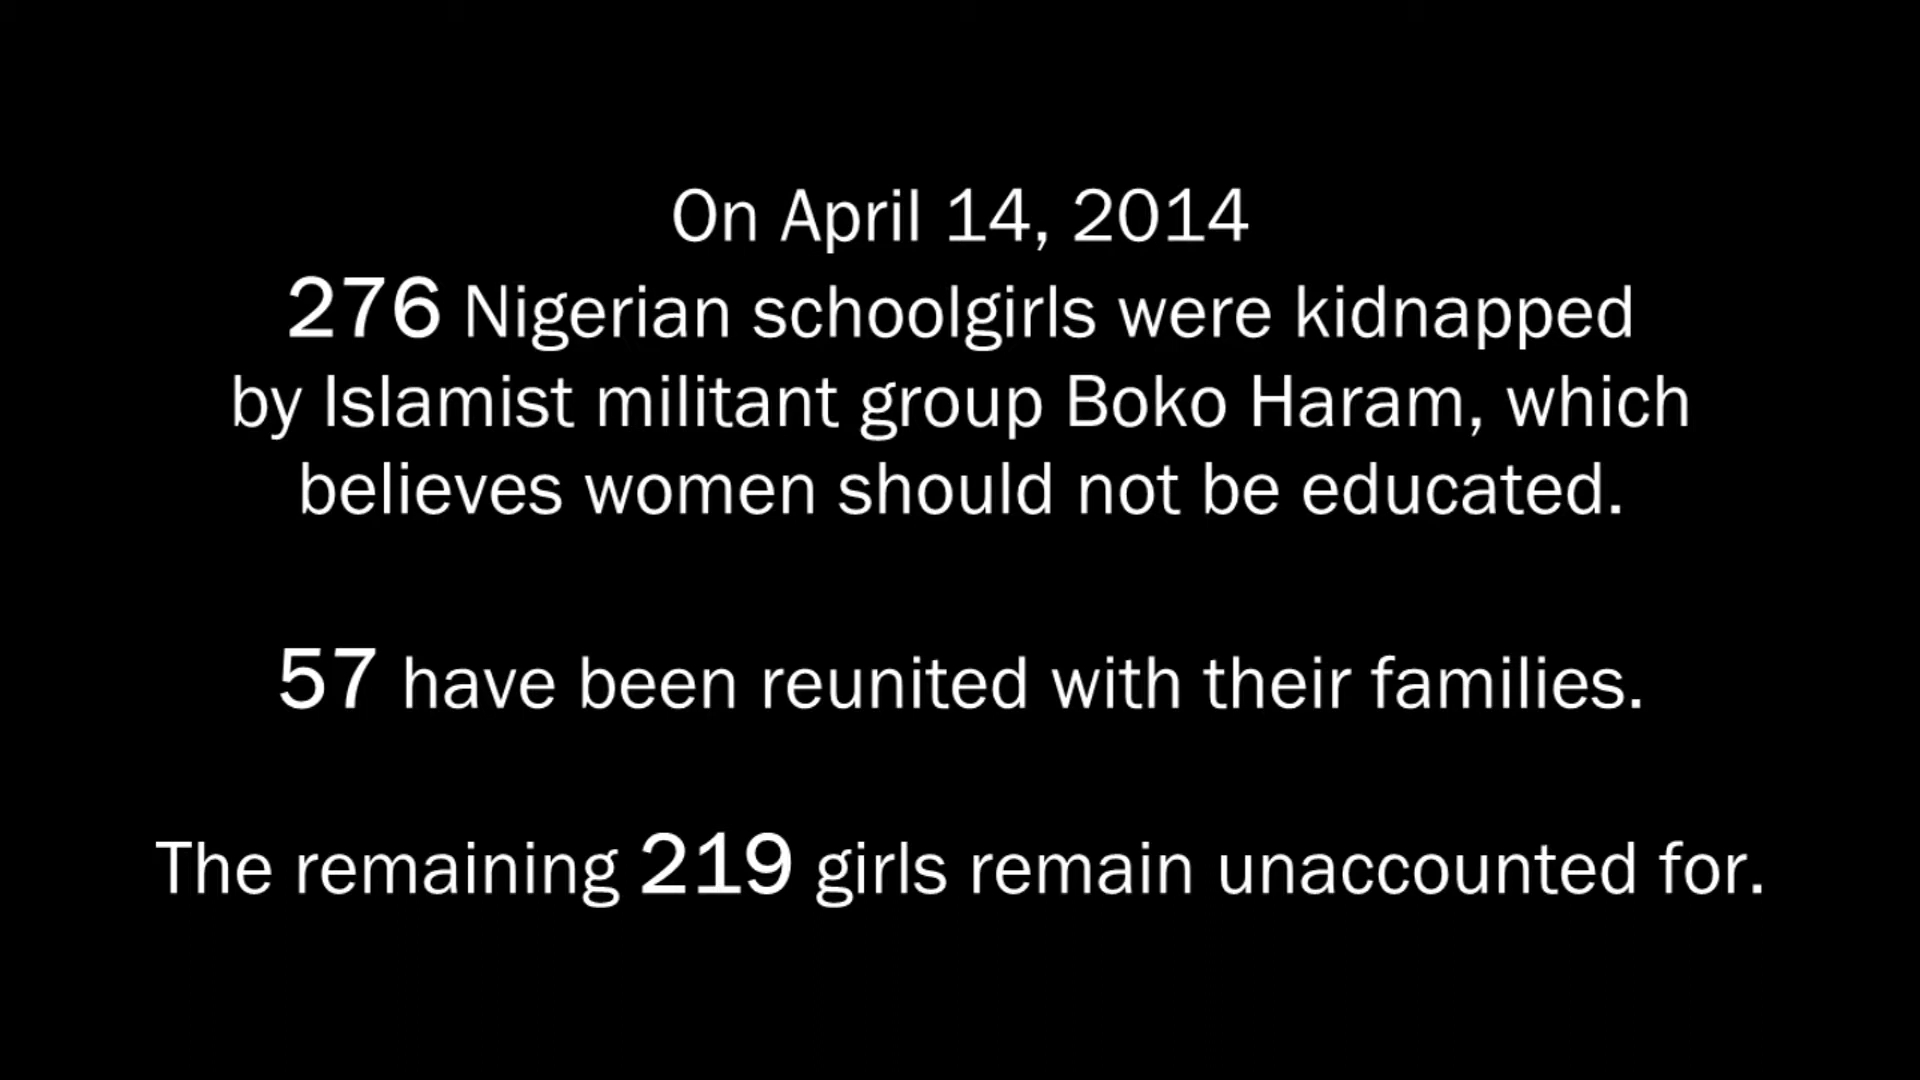 On April 14, 2014
276 Nigerian schoolgirls were kidnapped
by Islamist militant group Boko Haram, which
believes women should not be educated.
57 have been reunited with their families.
The remaining 219 girls remain unaccounted for.